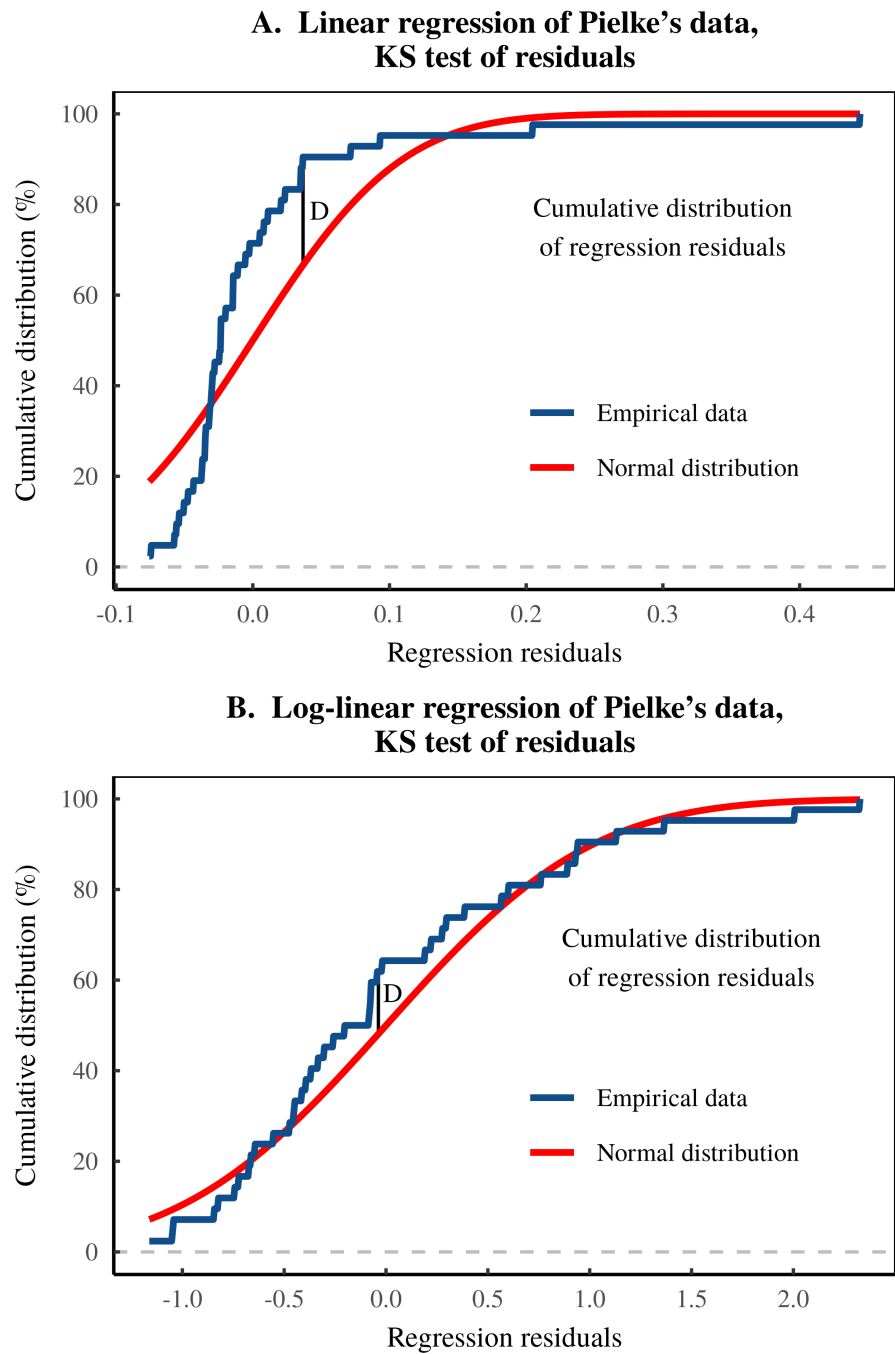 A. Linear regression of Pielke’s data,
KS test of residuals
Cumulative distribution (%)
100
80
60
40
20
0
D
Cumulative distribution
of regression residuals
Empirical data
Normal distribution
-0.1 0.0 0.1 0.2 0.3 0.4
Regression residuals
B. Log-linear regression of Pielke’s data,
KS test of residuals
Cumulative distribution (%)
100
80
60
40
20
0
D
Cumulative distribution
of regression residuals
Empirical data
Normal distribution
-1.0 -0.5 0.0 0.5 1.0 1.5 2.0
Regression residuals